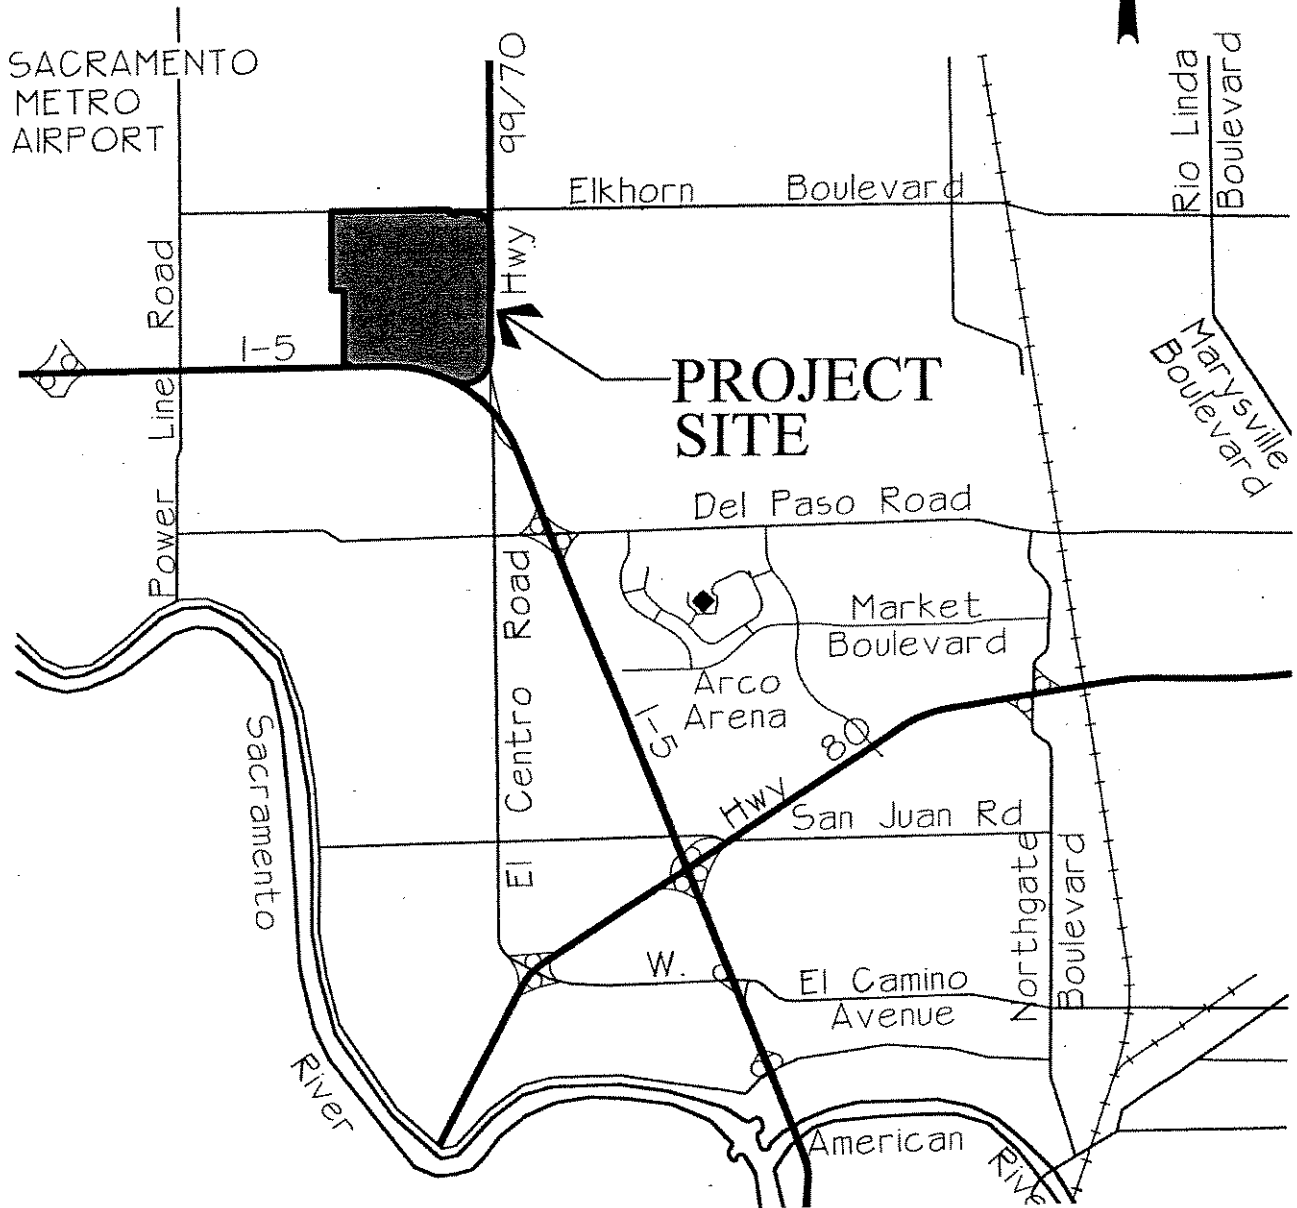 SACRAMENTO
METRO
AIRPORT
99/70
Hwy
Rio Linda
Boulevard
Elkhorn Boulevard
Power Line Road
I-5
PROJECT
SITE
Marysville
Boulevard
Del Paso Road
El Centro Road
Market
Boulevard
Arco
Arena
I-5
Hwy 80
San Juan Rd
Sacramento
River
Northgate
Boulevard
W. El Camino
Avenue
American
River